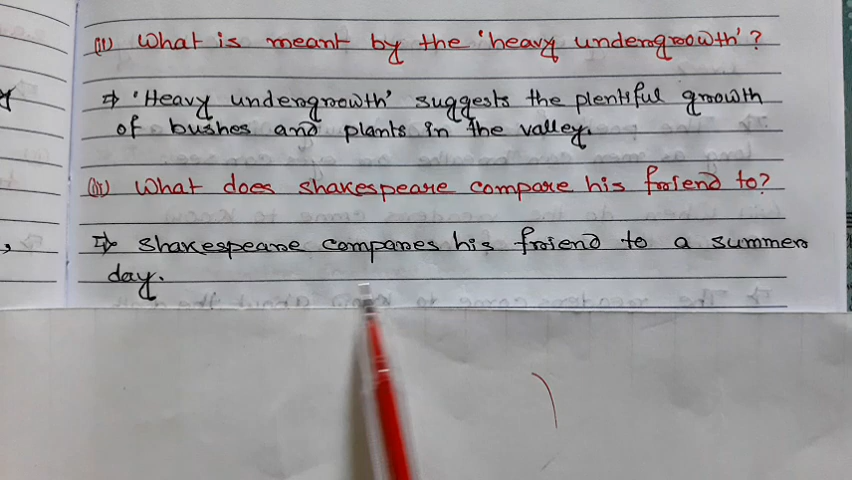 (ii) What is meant by the 'heavy undergrowth'?
⇒ 'Heavy undergrowth' suggests the plentiful growth
of bushes and plants in the valley.
(iii) What does shakespeare compare his friend to?
⇒ Shakespeare compares his friend to a summer
day.